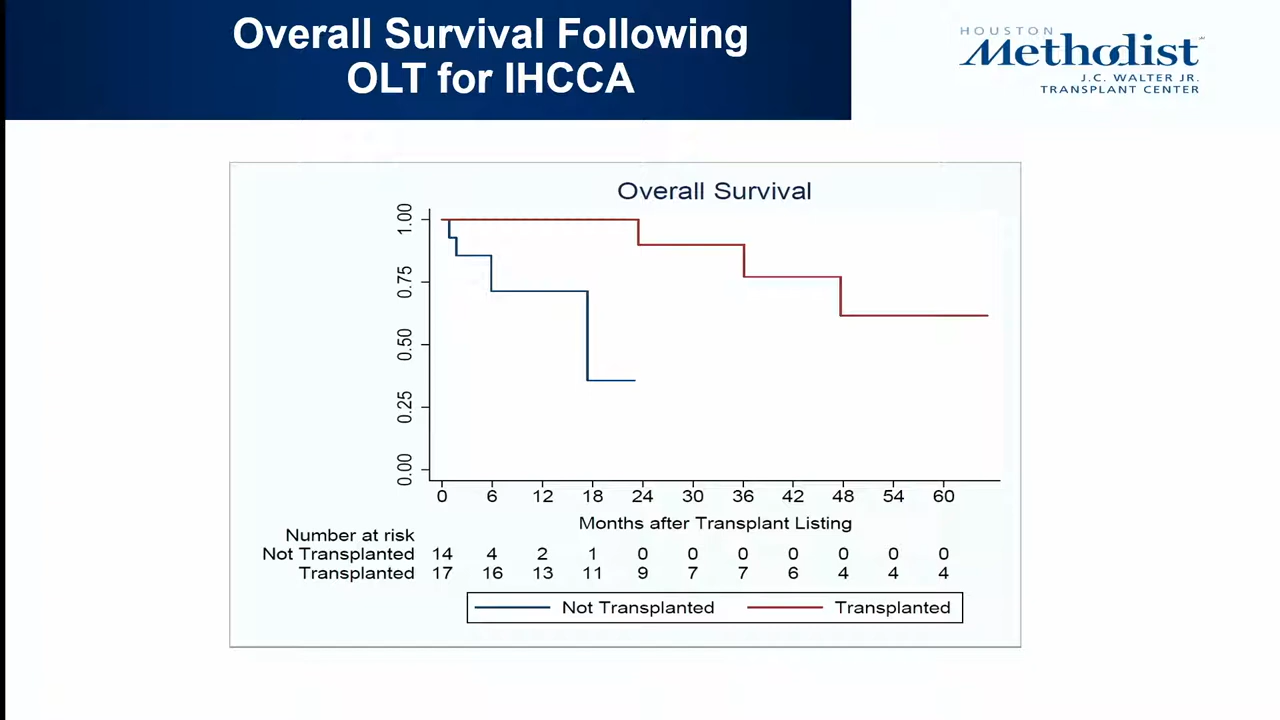 Overall Survival Following
OLT for IHCCA
HOUSTON
Methodist
J.C. WALTER JR.
TRANSPLANT CENTER
Overall Survival
1.00
0.75
0.50
0.25
0.00
0 6 12 18 24 30 36 42 48 54 60
Months after Transplant Listing
Number at risk
Not Transplanted 14 4 2 1 0 0 0 0 0 0 0
Transplanted 17 16 13 11 9 7 7 6 4 4 4
Not Transplanted Transplanted